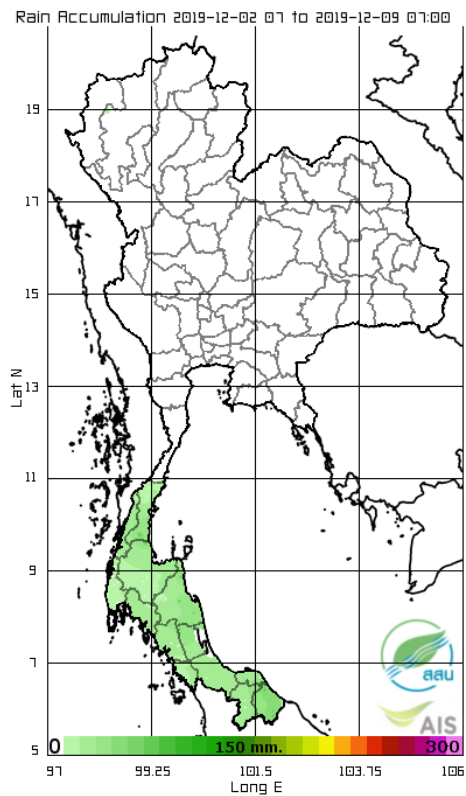 Rain Accumulation 2019-12-02 07 to 2019-12-09 07:00
19
17
15
Lat N
13
11
9
7
สสน
AIS
5
0 150 mm. 300
97 99.25 101.5 103.75 106
Long E